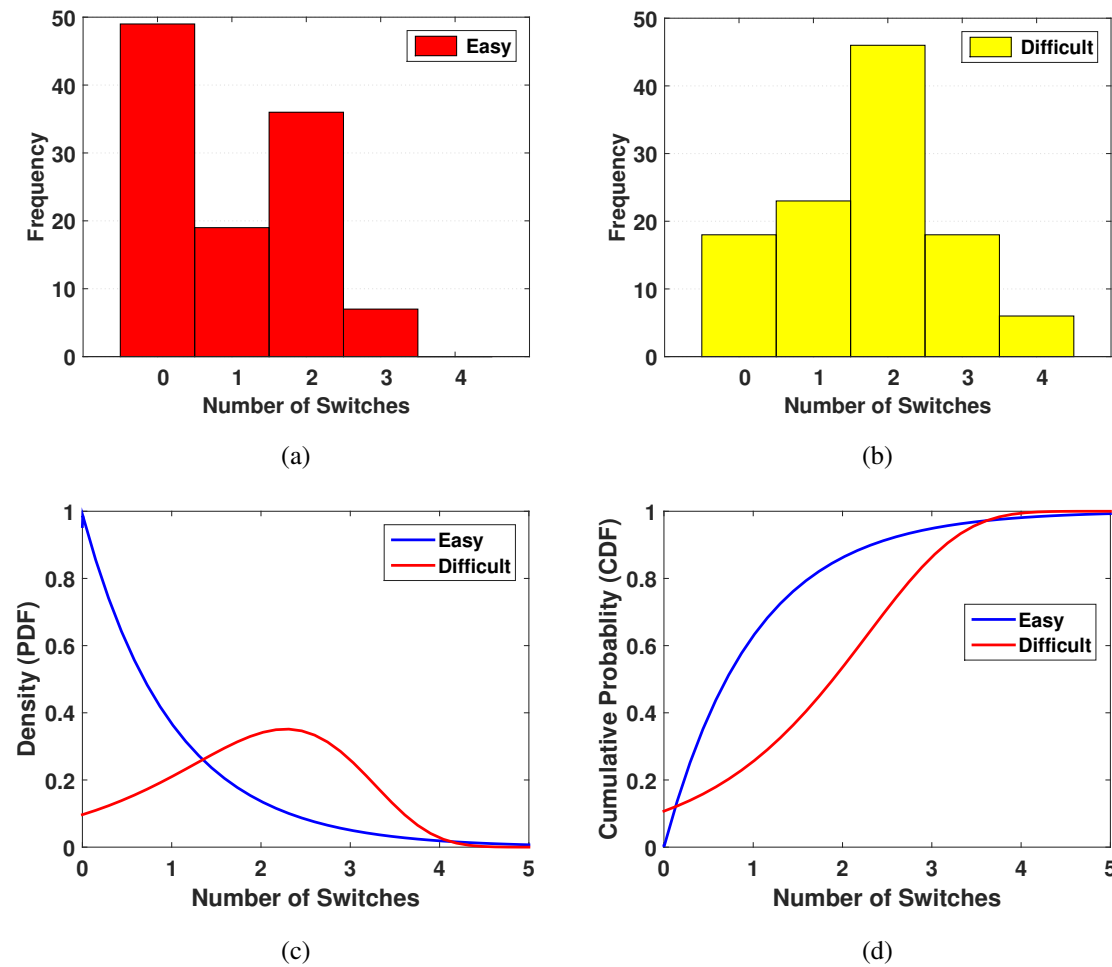 50
40
30
20
10
0
Frequency
Easy
0 1 2 3 4
Number of Switches
(a)
50
40
30
20
10
0
Frequency
Difficult
0 1 2 3 4
Number of Switches
(b)
1
0.8
0.6
0.4
0.2
0
Density (PDF)
Easy
Difficult
0 1 2 3 4 5
Number of Switches
(c)
1
0.8
0.6
0.4
0.2
0
Cumulative Probablity (CDF)
Easy
Difficult
0 1 2 3 4 5
Number of Switches
(d)